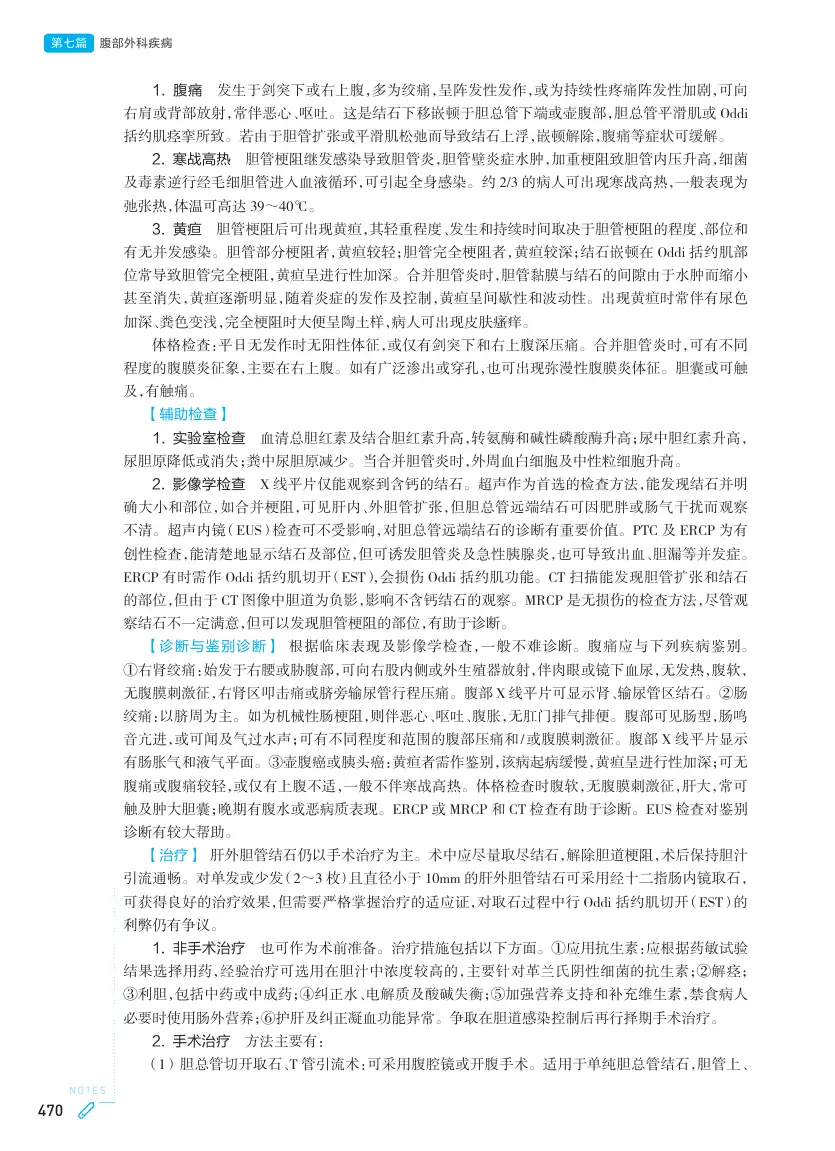 第七篇 腹部外科疾病
1. 腹痛 发生于剑突下或右上腹,多为绞痛,呈阵发性发作,或为持续性疼痛阵发性加剧,可向
右肩或背部放射,常伴恶心、呕吐。这是结石下移嵌顿于胆总管下端或壶腹部,胆总管平滑肌或 Oddi
括约肌痉挛所致。若由于胆管扩张或平滑肌松弛而导致结石上浮,嵌顿解除,腹痛等症状可缓解。
2. 寒战高热 胆管梗阻继发感染导致胆管炎,胆管壁炎症水肿,加重梗阻致胆管内压升高,细菌
及毒素逆行经毛细胆管进入血液循环,可引起全身感染。约 2/3 的病人可出现寒战高热,一般表现为
弛张热,体温可高达 39～40℃。
3. 黄疸 胆管梗阻后可出现黄疸,其轻重程度、发生和持续时间取决于胆管梗阻的程度、部位和
有无并发感染。胆管部分梗阻者,黄疸较轻;胆管完全梗阻者,黄疸较深;结石嵌顿在 Oddi 括约肌部
位常导致胆管完全梗阻,黄疸呈进行性加深。合并胆管炎时,胆管黏膜与结石的间隙由于水肿而缩小
甚至消失,黄疸逐渐明显,随着炎症的发作及控制,黄疸呈间歇性和波动性。出现黄疸时常伴有尿色
加深、粪色变浅,完全梗阻时大便呈陶土样,病人可出现皮肤瘙痒。
体格检查:平日无发作时无阳性体征,或仅有剑突下和右上腹深压痛。合并胆管炎时,可有不同
程度的腹膜炎征象,主要在右上腹。如有广泛渗出或穿孔,也可出现弥漫性腹膜炎体征。胆囊或可触
及,有触痛。
【辅助检查】
1. 实验室检查 血清总胆红素及结合胆红素升高,转氨酶和碱性磷酸酶升高;尿中胆红素升高,
尿胆原降低或消失;粪中尿胆原减少。当合并胆管炎时,外周血白细胞及中性粒细胞升高。
2. 影像学检查 X 线平片仅能观察到含钙的结石。超声作为首选的检查方法,能发现结石并明
确大小和部位,如合并梗阻,可见肝内、外胆管扩张,但胆总管远端结石可因肥胖或肠气干扰而观察
不清。超声内镜(EUS)检查可不受影响,对胆总管远端结石的诊断有重要价值。PTC 及 ERCP 为有
创性检查,能清楚地显示结石及部位,但可诱发胆管炎及急性胰腺炎,也可导致出血、胆漏等并发症。
ERCP 有时需作 Oddi 括约肌切开(EST),会损伤 Oddi 括约肌功能。CT 扫描能发现胆管扩张和结石
的部位,但由于 CT 图像中胆道为负影,影响不含钙结石的观察。MRCP 是无损伤的检查方法,尽管观
察结石不一定满意,但可以发现胆管梗阻的部位,有助于诊断。
【诊断与鉴别诊断】 根据临床表现及影像学检查,一般不难诊断。腹痛应与下列疾病鉴别。
①右肾绞痛:始发于右腰或胁腹部,可向右股内侧或外生殖器放射,伴肉眼或镜下血尿,无发热,腹软,
无腹膜刺激征,右肾区叩击痛或脐旁输尿管行程压痛。腹部 X 线平片可显示肾、输尿管区结石。②肠
绞痛:以脐周为主。如为机械性肠梗阻,则伴恶心、呕吐、腹胀,无肛门排气排便。腹部可见肠型,肠鸣
音亢进,或可闻及气过水声;可有不同程度和范围的腹部压痛和/或腹膜刺激征。腹部 X 线平片显示
有肠胀气和液气平面。③壶腹癌或胰头癌:黄疸者需作鉴别,该病起病缓慢,黄疸呈进行性加深;可无
腹痛或腹痛较轻,或仅有上腹不适,一般不伴寒战高热。体格检查时腹软,无腹膜刺激征,肝大,常可
触及肿大胆囊;晚期有腹水或恶病质表现。ERCP 或 MRCP 和 CT 检查有助于诊断。EUS 检查对鉴别
诊断有较大帮助。
【治疗】 肝外胆管结石仍以手术治疗为主。术中应尽量取尽结石,解除胆道梗阻,术后保持胆汁
引流通畅。对单发或少发(2～3 枚)且直径小于 10mm 的肝外胆管结石可采用经十二指肠内镜取石,
可获得良好的治疗效果,但需要严格掌握治疗的适应证,对取石过程中行 Oddi 括约肌切开(EST)的
利弊仍有争议。
1. 非手术治疗 也可作为术前准备。治疗措施包括以下方面。①应用抗生素:应根据药敏试验
结果选择用药,经验治疗可选用在胆汁中浓度较高的,主要针对革兰氏阴性细菌的抗生素;②解痉;
③利胆,包括中药或中成药;④纠正水、电解质及酸碱失衡;⑤加强营养支持和补充维生素,禁食病人
必要时使用肠外营养;⑥护肝及纠正凝血功能异常。争取在胆道感染控制后再行择期手术治疗。
2. 手术治疗 方法主要有:
(1)胆总管切开取石、T 管引流术:可采用腹腔镜或开腹手术。适用于单纯胆总管结石,胆管上、
NOTES
470